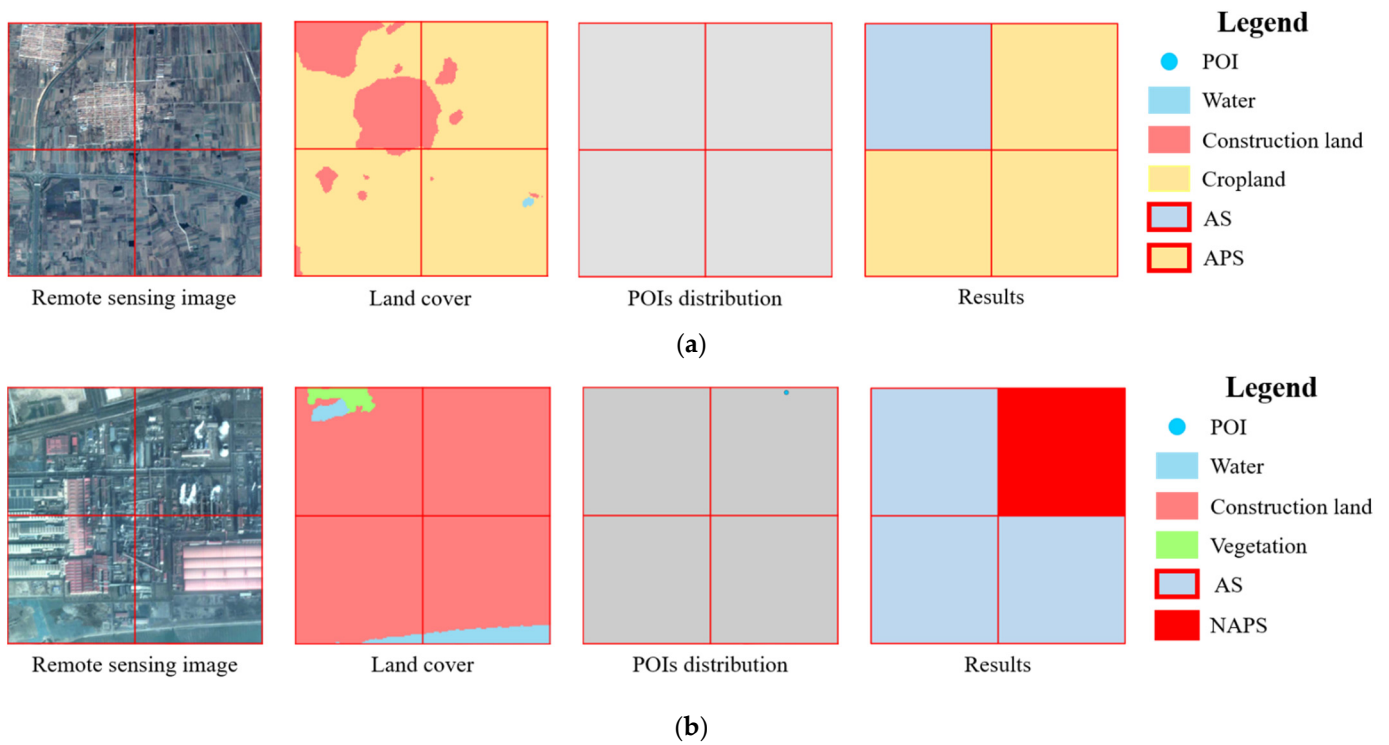 Legend
POI
Water
Construction land
Cropland
AS
APS
Remote sensing image
Land cover
POIs distribution
Results
(a)
Legend
POI
Water
Construction land
Vegetation
AS
NAPS
Remote sensing image
Land cover
POIs distribution
Results
(b)